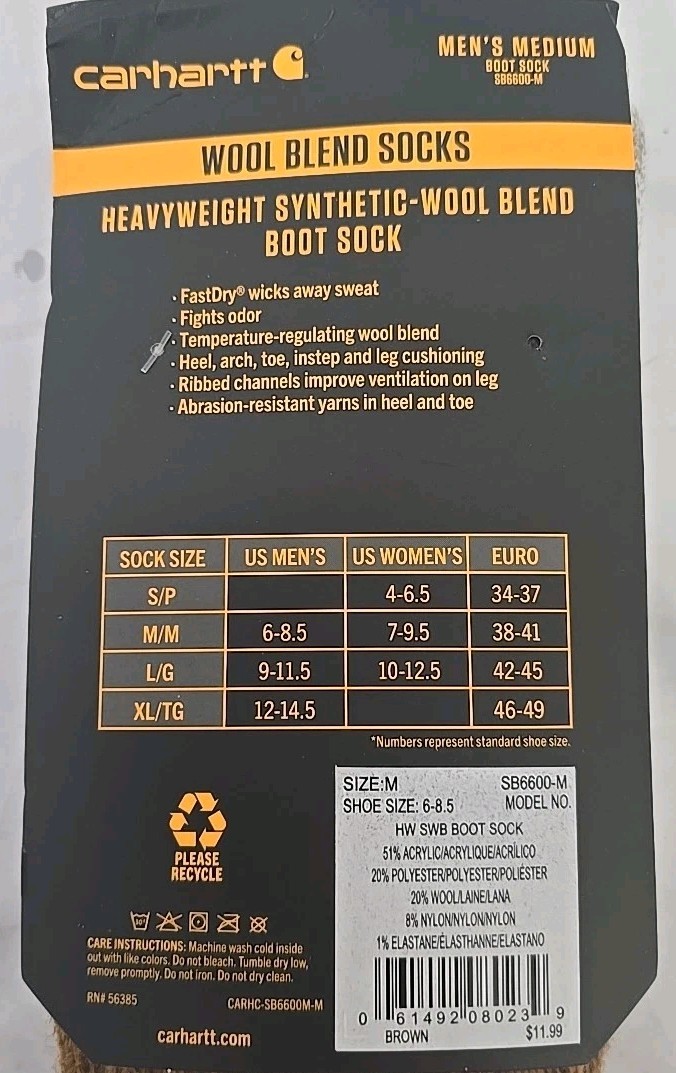 carhartt
MEN'S MEDIUM
BOOT SOCK
SB6600-M
WOOL BLEND SOCKS
HEAVYWEIGHT SYNTHETIC-WOOL BLEND
BOOT SOCK
• FastDry® wicks away sweat
• Fights odor
• Temperature-regulating wool blend
• Heel, arch, toe, instep and leg cushioning
• Ribbed channels improve ventilation on leg
• Abrasion-resistant yarns in heel and toe
SOCK SIZE US MEN'S US WOMEN'S EURO
S/P 4-6.5 34-37
M/M 6-8.5 7-9.5 38-41
L/G 9-11.5 10-12.5 42-45
XL/TG 12-14.5 46-49
*Numbers represent standard shoe size.
SIZE:M SB6600-M
SHOE SIZE: 6-8.5 MODEL NO.
HW SWB BOOT SOCK
51% ACRYLIC/ACRYLIQUE/ACRÍLICO
20% POLYESTER/POLYESTER/POLIÉSTER
20% WOOL/LAINE/LANA
8% NYLON/NYLON/NYLON
1% ELASTANE/ÉLASTHANNE/ELASTANO
0 61492 08023 9
BROWN $11.99
PLEASE
RECYCLE
30°
CARE INSTRUCTIONS: Machine wash cold inside
out with like colors. Do not bleach. Tumble dry low,
remove promptly. Do not iron. Do not dry clean.
RN# 56385 CARHC-SB6600M-M
carhartt.com